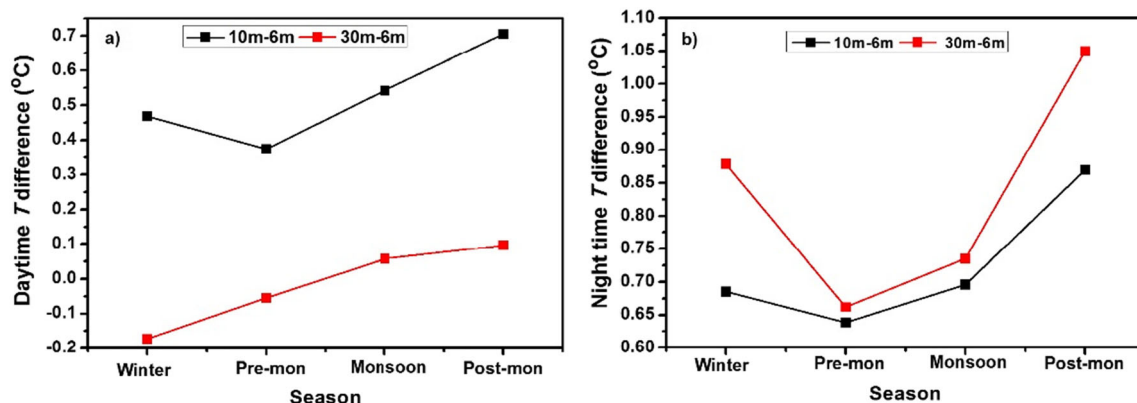 a)
10m-6m 30m-6m
Daytime T difference (°C)
0.7
0.6
0.5
0.4
0.3
0.2
0.1
0.0
-0.1
-0.2
Winter Pre-mon Monsoon Post-mon
Season
b)
10m-6m 30m-6m
Night time T difference (°C)
1.10
1.05
1.00
0.95
0.90
0.85
0.80
0.75
0.70
0.65
0.60
Winter Pre-mon Monsoon Post-mon
Season